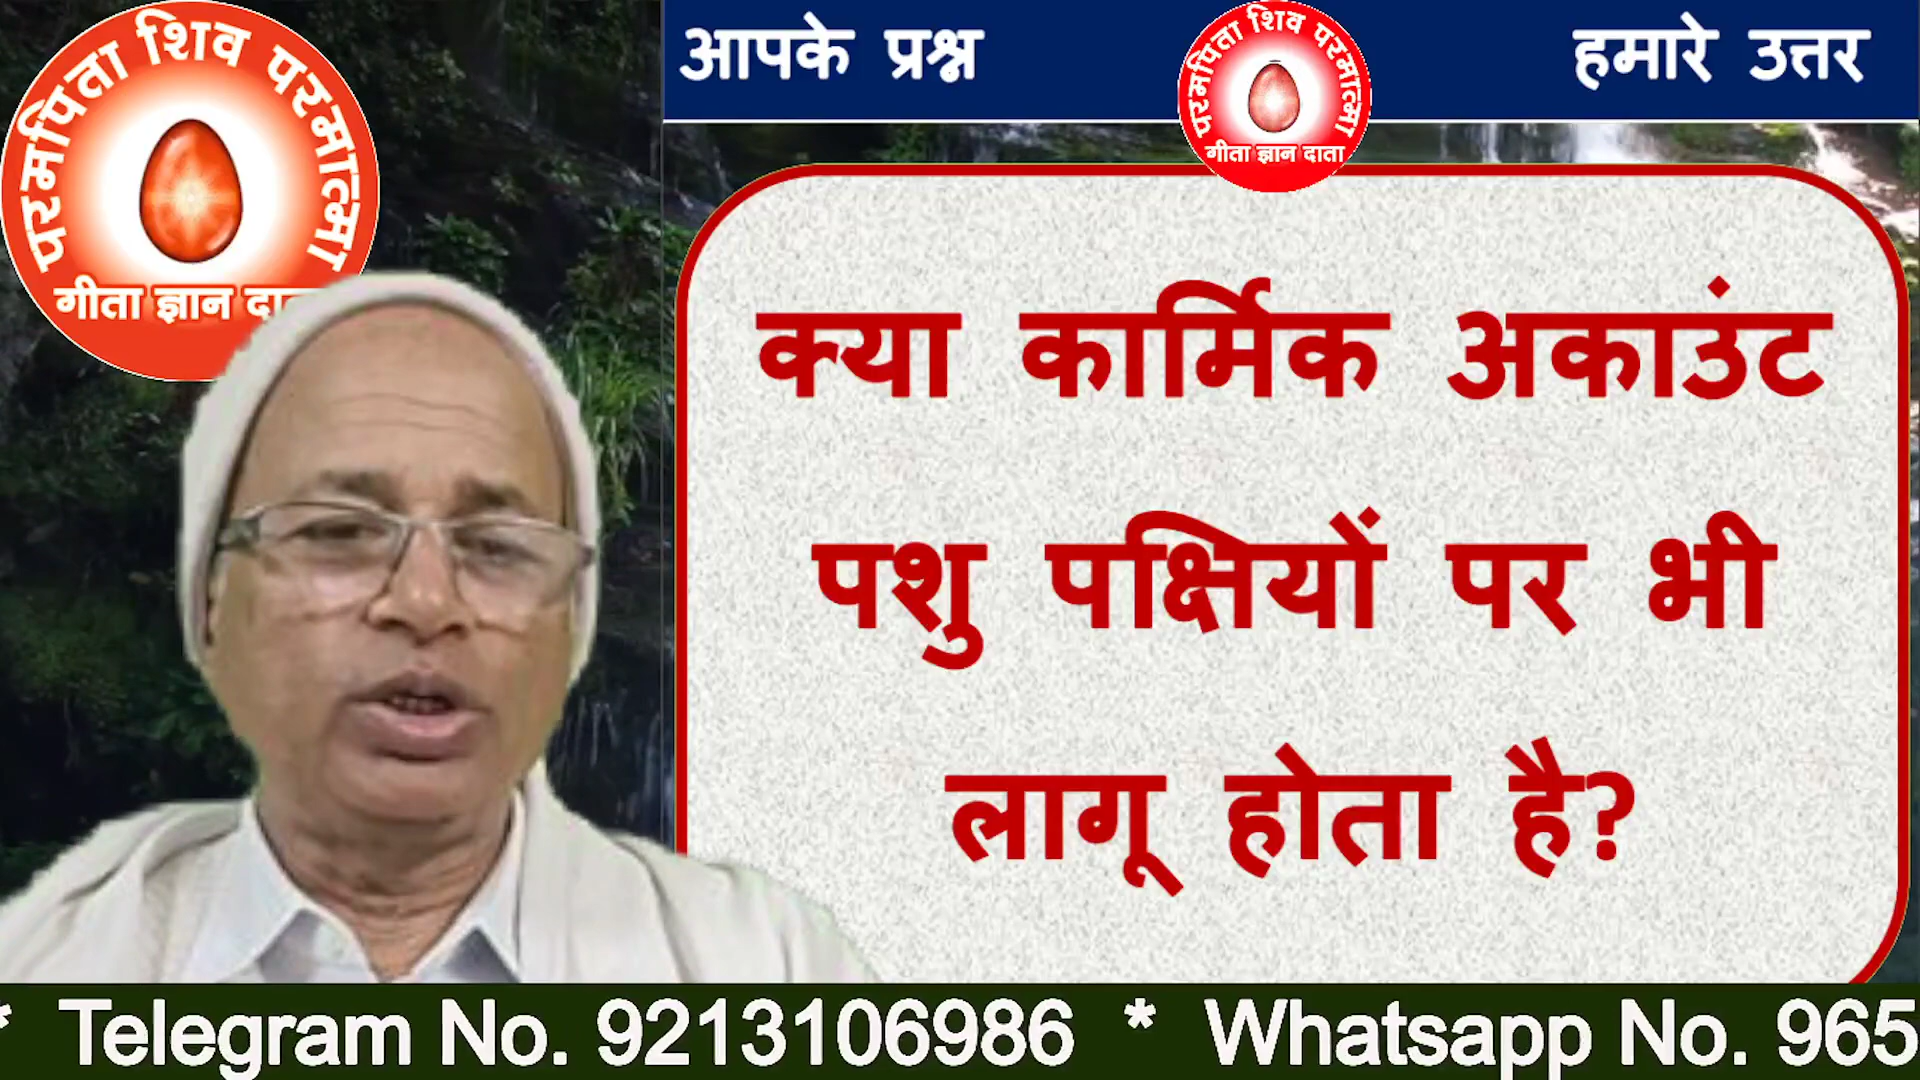 परमपिता शिव परमात्मा
गीता ज्ञान
आपके प्रश्न
परमपिता शिव परमात्मा
गीता ज्ञान दाता
हमारे उत्तर
क्या कार्मिक अकाउंट
पशु पक्षियों पर भी
लागू होता है?
* Telegram No. 9213106986 * Whatsapp No. 965